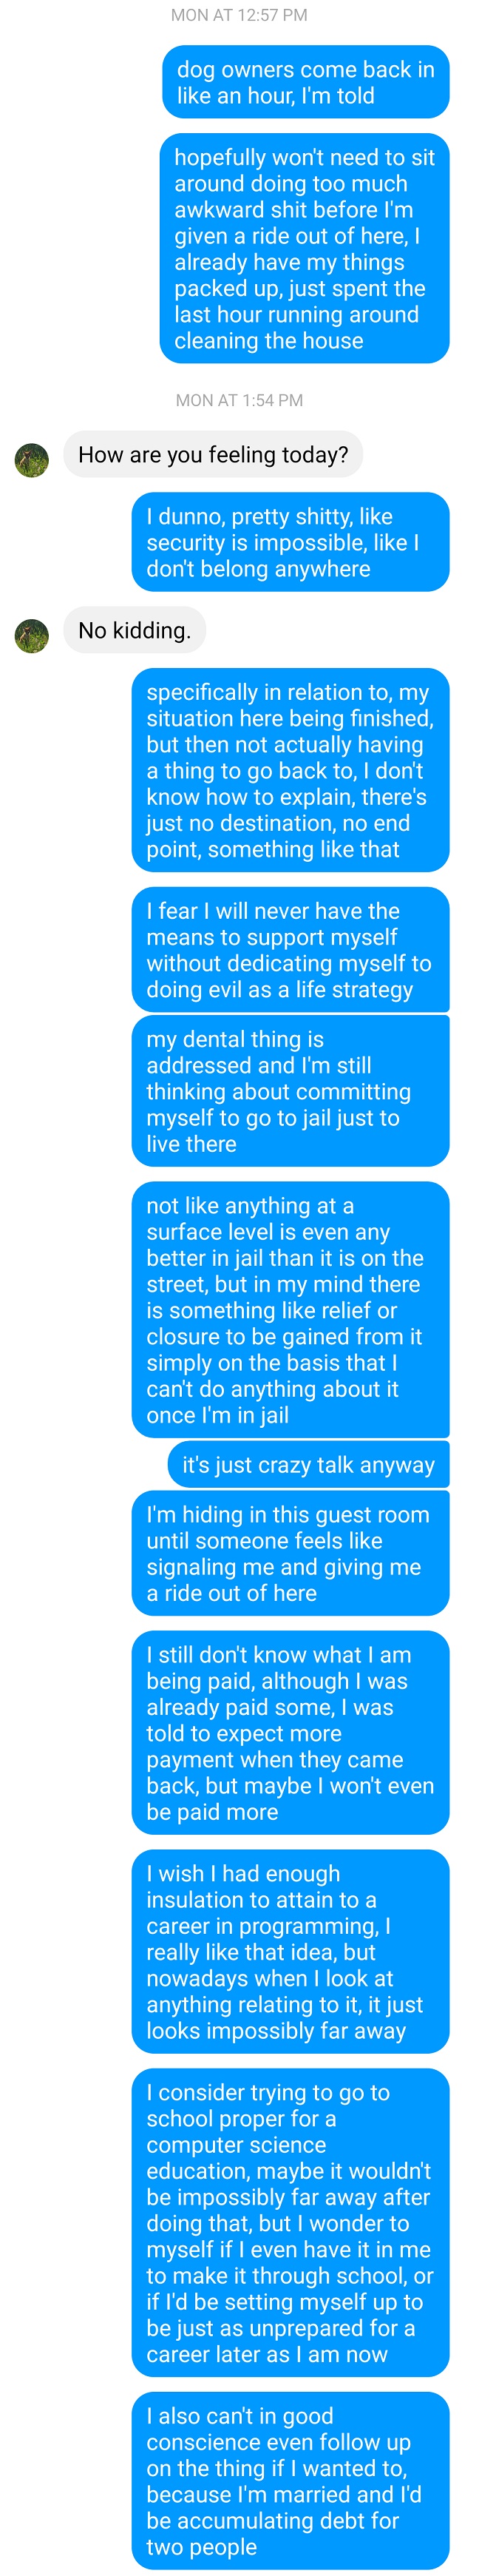 MON AT 12:57 PM
dog owners come back in
like an hour, I'm told
hopefully won't need to sit
around doing too much
awkward shit before I'm
given a ride out of here, I
already have my things
packed up, just spent the
last hour running around
cleaning the house
MON AT 1:54 PM
How are you feeling today?
I dunno, pretty shitty, like
security is impossible, like I
don't belong anywhere
No kidding.
specifically in relation to, my
situation here being finished,
but then not actually having
a thing to go back to, I don't
know how to explain, there's
just no destination, no end
point, something like that
I fear I will never have the
means to support myself
without dedicating myself to
doing evil as a life strategy
my dental thing is
addressed and I'm still
thinking about committing
myself to go to jail just to
live there
not like anything at a
surface level is even any
better in jail than it is on the
street, but in my mind there
is something like relief or
closure to be gained from it
simply on the basis that I
can't do anything about it
once I'm in jail
it's just crazy talk anyway
I'm hiding in this guest room
until someone feels like
signaling me and giving me
a ride out of here
I still don't know what I am
being paid, although I was
already paid some, I was
told to expect more
payment when they came
back, but maybe I won't even
be paid more
I wish I had enough
insulation to attain to a
career in programming, I
really like that idea, but
nowadays when I look at
anything relating to it, it just
looks impossibly far away
I consider trying to go to
school proper for a
computer science
education, maybe it wouldn't
be impossibly far away after
doing that, but I wonder to
myself if I even have it in me
to make it through school, or
if I'd be setting myself up to
be just as unprepared for a
career later as I am now
I also can't in good
conscience even follow up
on the thing if I wanted to,
because I'm married and I'd
be accumulating debt for
two people